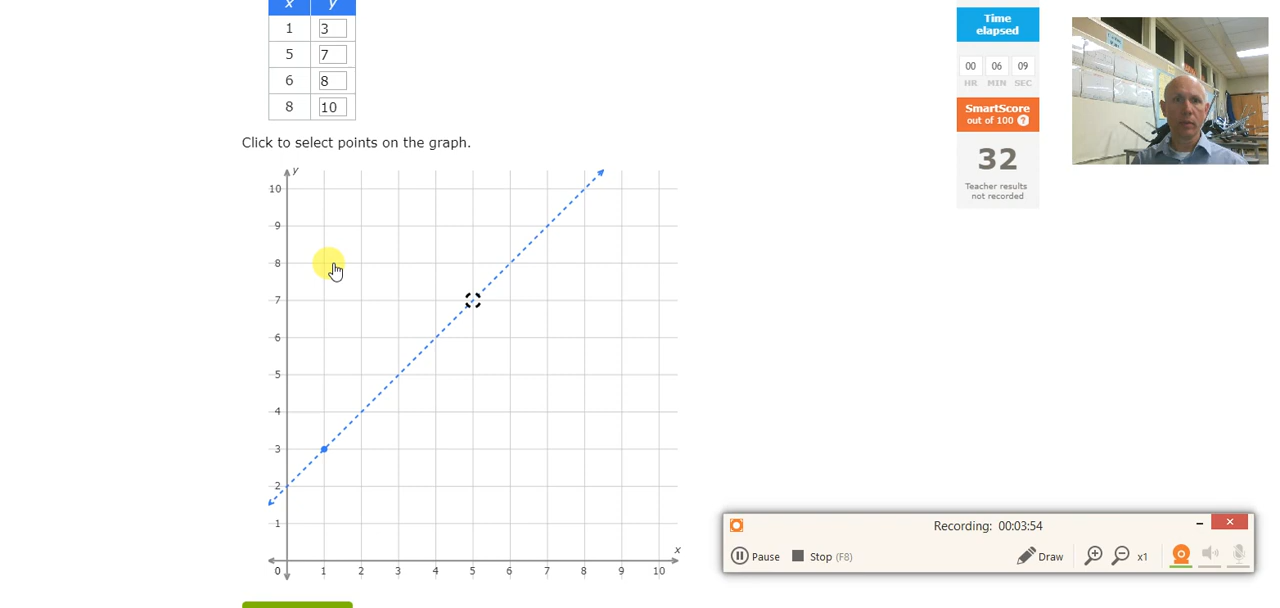 x y
1 3
5 7
6 8
8 10
Click to select points on the graph.
y
10
9
8
7
6
5
4
3
2
1
x
0 1 2 3 4 5 6 7 8 9 10
Time
elapsed
00 06 09
HR MIN SEC
SmartScore
out of 100 ?
32
Teacher results
not recorded
Recording: 00:03:54
Pause Stop (F8) Draw x1